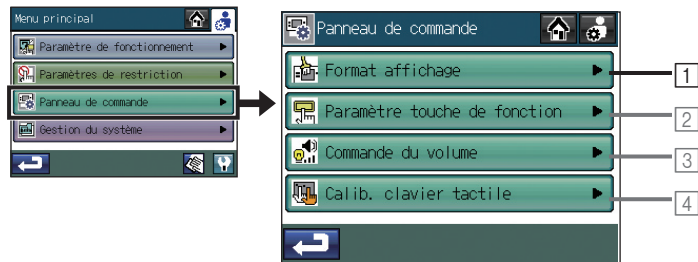 Menu principal
Paramètre de fonctionnement
Paramètres de restriction
Panneau de commande
Gestion du système
Panneau de commande
Format affichage
1
Paramètre touche de fonction
2
Commande du volume
3
Calib. clavier tactile
4